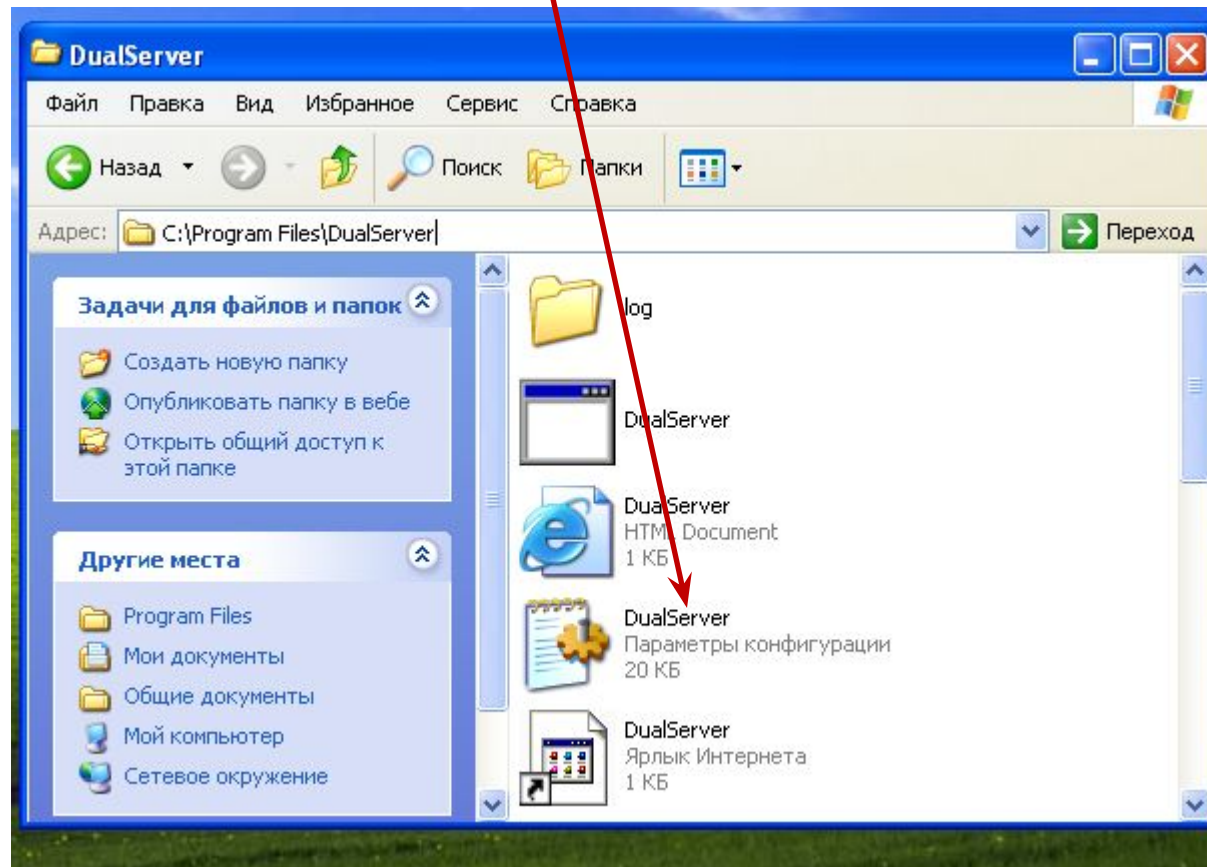 DualServer
Файл Правка Вид Избранное Сервис Справка
Назад Поиск Папки
Адрес: C:\Program Files\DualServer Переход
Задачи для файлов и папок
Создать новую папку
Опубликовать папку в вебе
Открыть общий доступ к
этой папке
Другие места
Program Files
Мои документы
Общие документы
Мой компьютер
Сетевое окружение
log
DualServer
DualServer
HTML Document
1 КБ
DualServer
Параметры конфигурации
20 КБ
DualServer
Ярлык Интернета
1 КБ